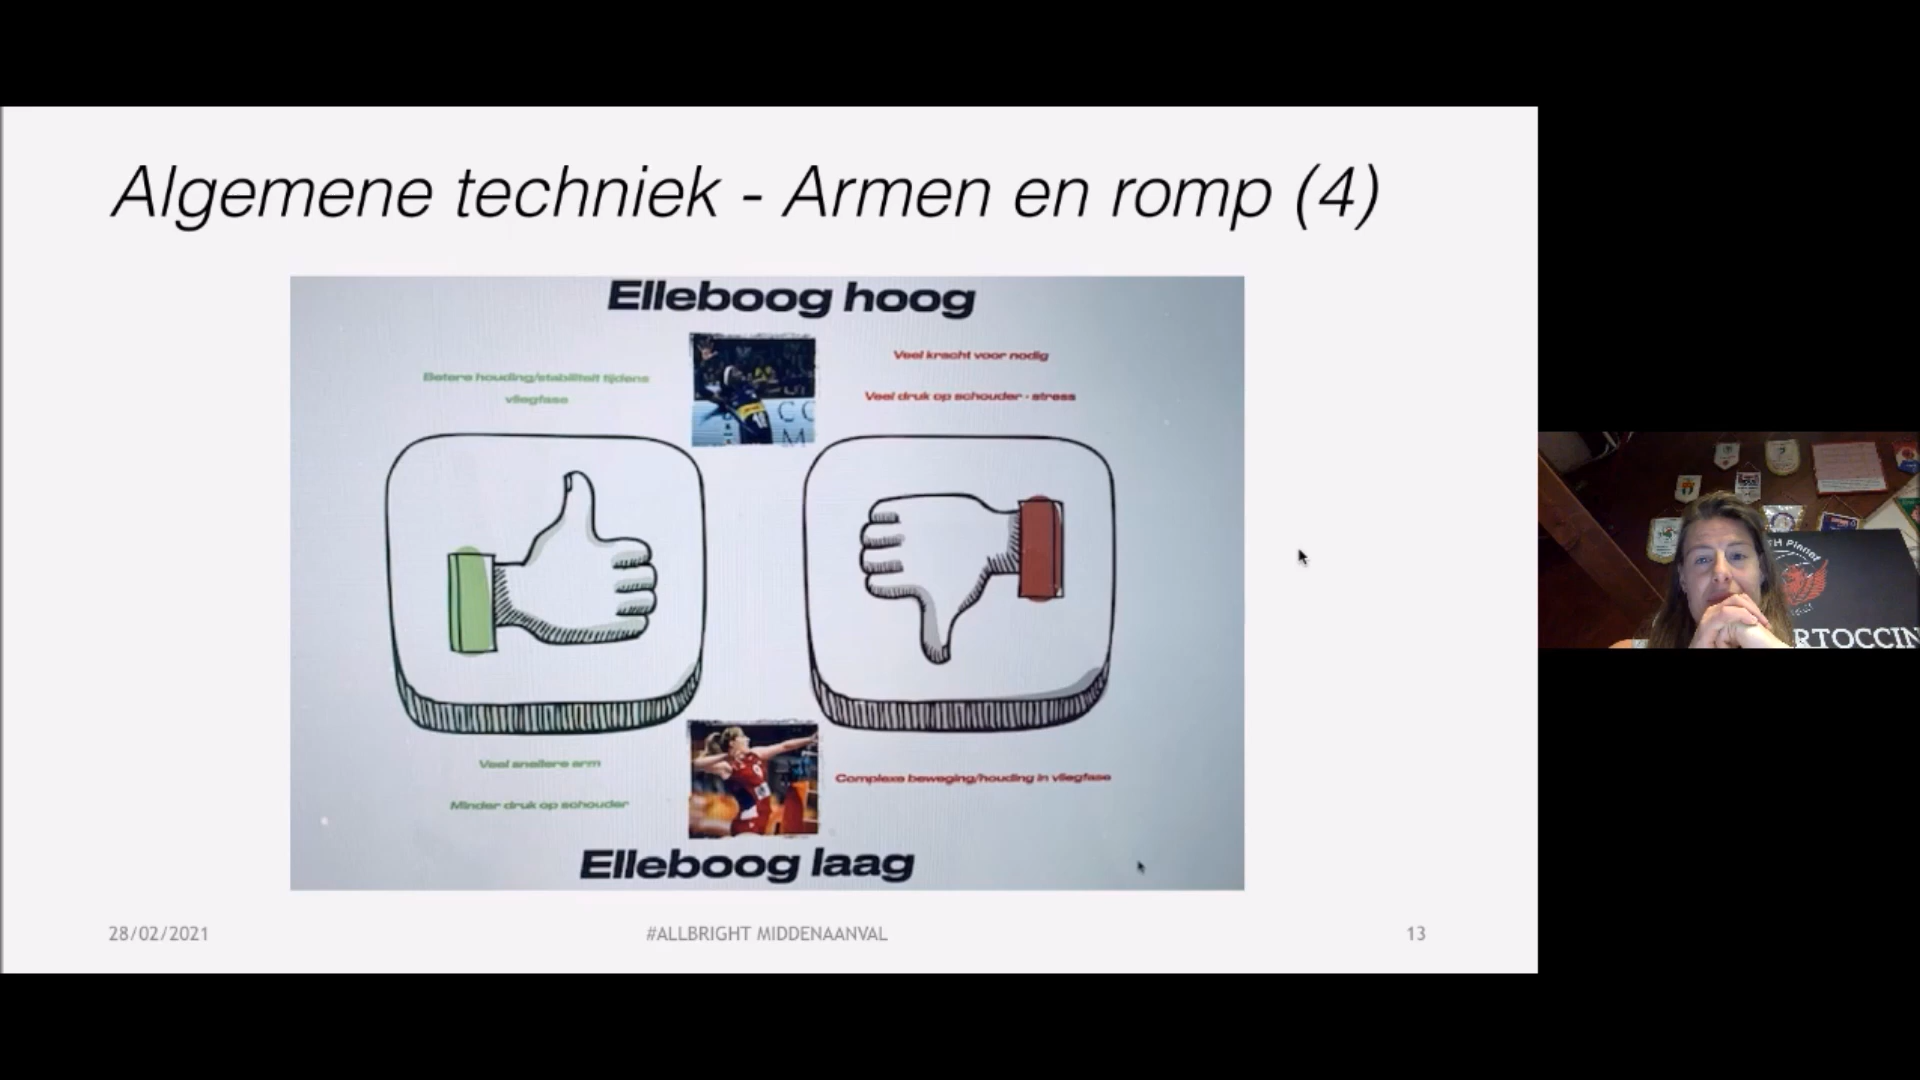 Algemene techniek - Armen en romp (4)
Elleboog hoog
Betere houding/stabiliteit tijdens
vliegfase
Veel kracht voor nodig
Veel druk op schouder - stress
Veel snellere arm
Minder druk op schouder
Complexe beweging/houding in vliegfase
Elleboog laag
28/02/2021
#ALLBRIGHT MIDDENAANVAL
13
RTOCCIN